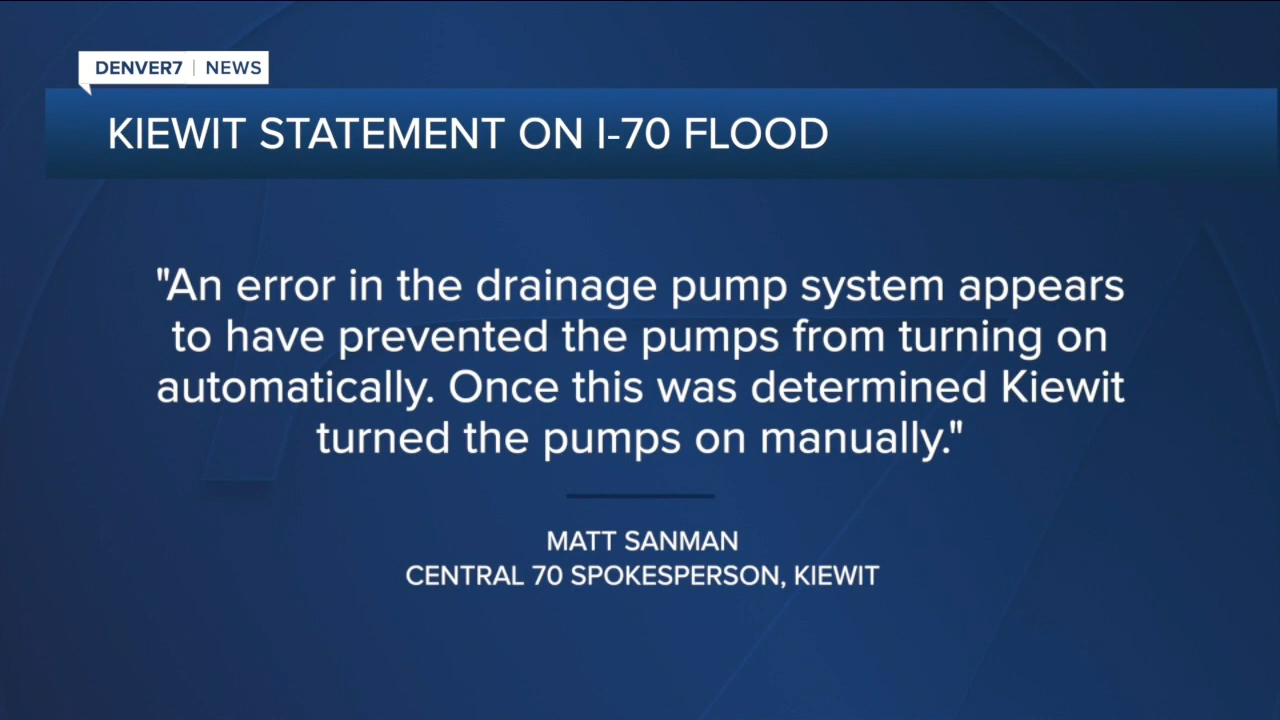 DENVER7 | NEWS
KIEWIT STATEMENT ON I-70 FLOOD
"An error in the drainage pump system appears
to have prevented the pumps from turning on
automatically. Once this was determined Kiewit
turned the pumps on manually."
MATT SANMAN
CENTRAL 70 SPOKESPERSON, KIEWIT